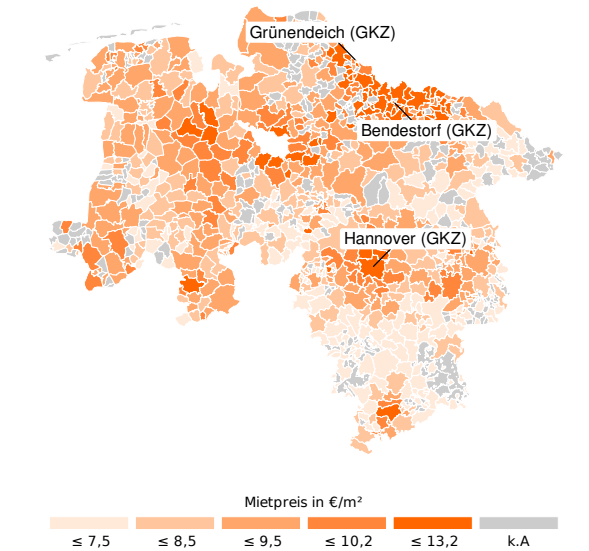 Grünendeich (GKZ)
Bendestorf (GKZ)
Hannover (GKZ)
Mietpreis in €/m²
≤ 7,5
≤ 8,5
≤ 9,5
≤ 10,2
≤ 13,2
k.A